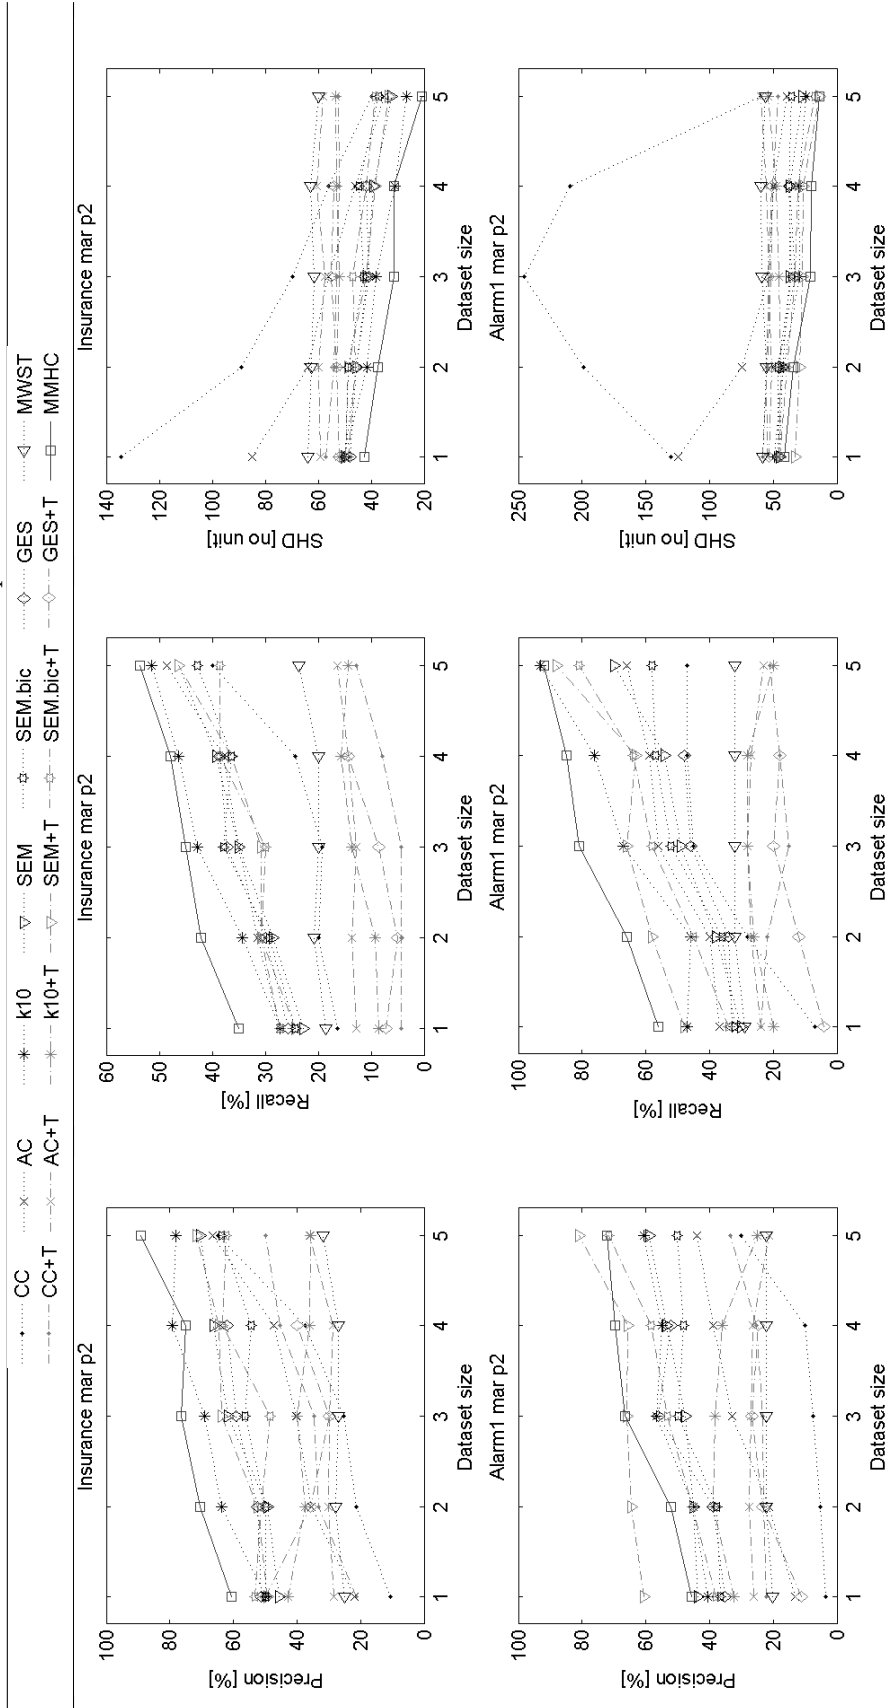 CC AC k10 SEM SEM.bic GES MWST
CC+T AC+T k10+T SEM+T SEM.bic+T GES+T MMHC
Insurance mar p2
Precision [%]
100
80
60
40
20
0
1 2 3 4 5
Dataset size
Insurance mar p2
Recall [%]
60
50
40
30
20
10
0
1 2 3 4 5
Dataset size
Insurance mar p2
SHD [no unit]
140
120
100
80
60
40
20
1 2 3 4 5
Dataset size
Alarm1 mar p2
Precision [%]
100
80
60
40
20
0
1 2 3 4 5
Dataset size
Alarm1 mar p2
Recall [%]
100
80
60
40
20
0
1 2 3 4 5
Dataset size
Alarm1 mar p2
SHD [no unit]
250
200
150
100
50
0
1 2 3 4 5
Dataset size